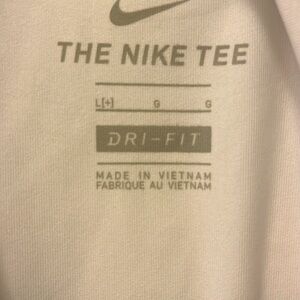 THE NIKE TEE
L[+] G G
DRI-FIT
MADE IN VIETNAM
FABRIQUE AU VIETNAM